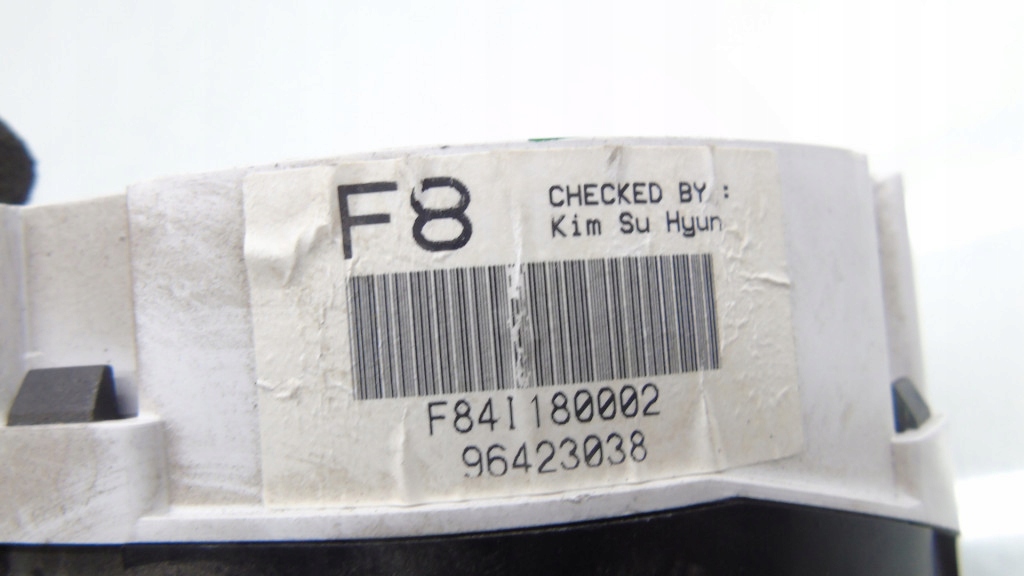 F8
CHECKED BY :
Kim Su Hyun
F84I180002
96423038